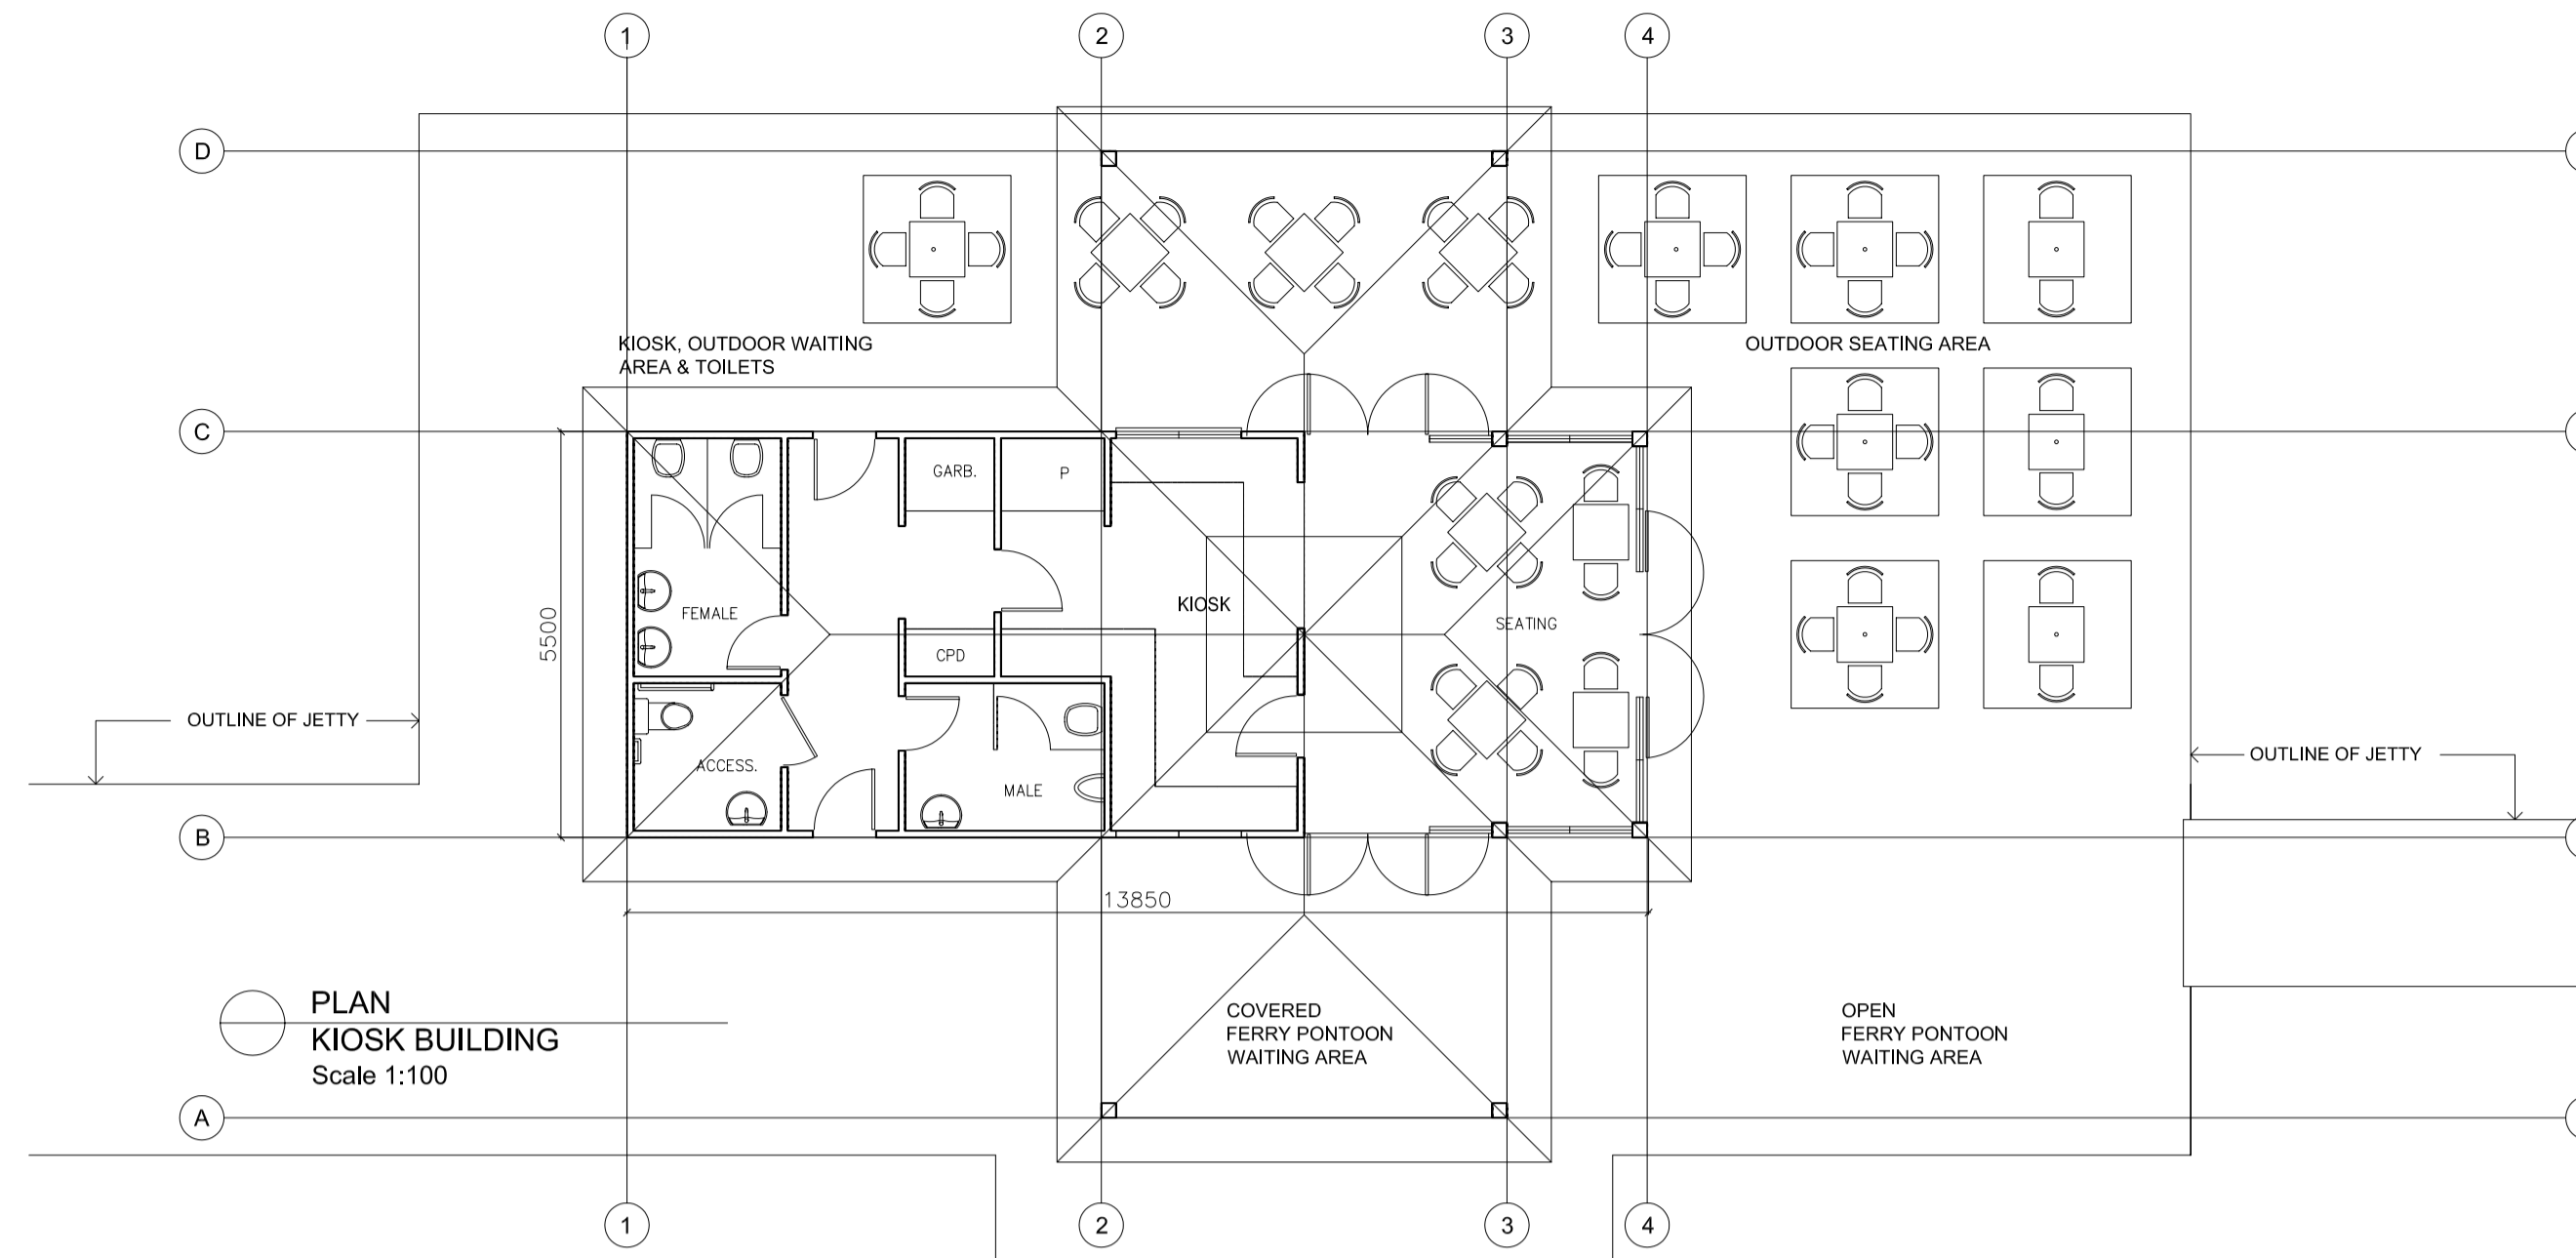 1
2
3
4
D
KIOSK, OUTDOOR WAITING
AREA & TOILETS
OUTDOOR SEATING AREA
C
GARB.
P
5500
FEMALE
KIOSK
SEATING
CPD
OUTLINE OF JETTY
ACCESS.
MALE
OUTLINE OF JETTY
B
13850
PLAN
KIOSK BUILDING
Scale 1:100
COVERED
FERRY PONTOON
WAITING AREA
OPEN
FERRY PONTOON
WAITING AREA
A
1
2
3
4